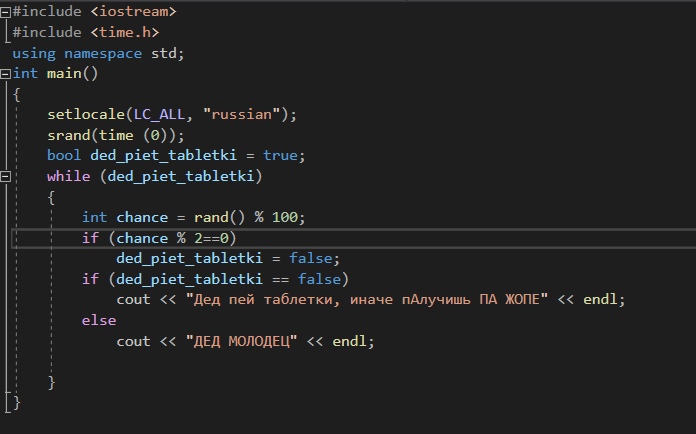 #include <iostream>
#include <time.h>
using namespace std;
int main()
{
setlocale(LC_ALL, "russian");
srand(time (0));
bool ded_piet_tabletki = true;
while (ded_piet_tabletki)
{
int chance = rand() % 100;
if (chance % 2==0)
ded_piet_tabletki = false;
if (ded_piet_tabletki == false)
cout << "Дед пей таблетки, иначе пАлучишь ПА ЖОПЕ" << endl;
else
cout << "ДЕД МОЛОДЕЦ" << endl;
}
}